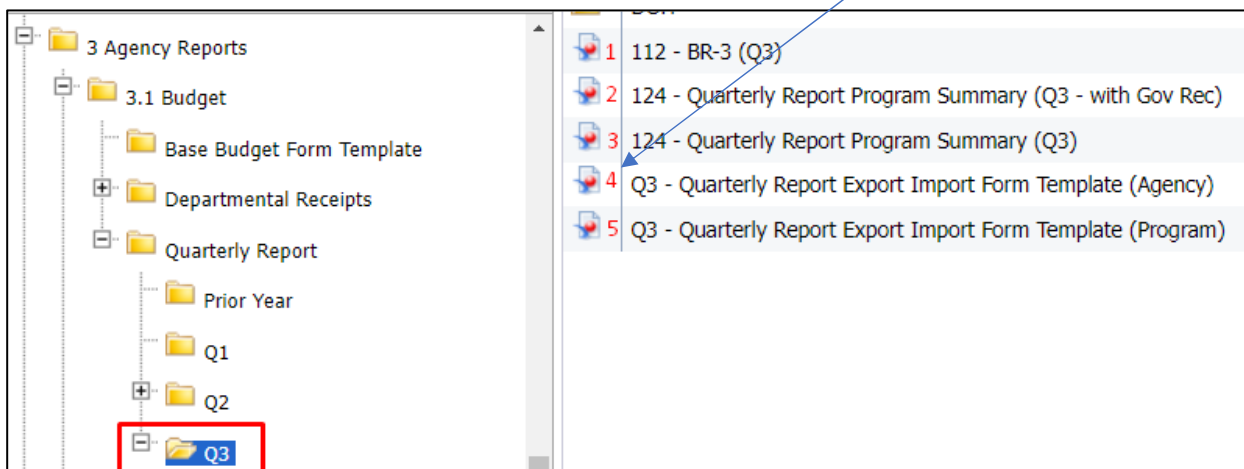 3 Agency Reports
3.1 Budget
Base Budget Form Template
Departmental Receipts
Quarterly Report
Prior Year
Q1
Q2
Q3
1 112 - BR-3 (Q3)
2 124 - Quarterly Report Program Summary (Q3 - with Gov Rec)
3 124 - Quarterly Report Program Summary (Q3)
4 Q3 - Quarterly Report Export Import Form Template (Agency)
5 Q3 - Quarterly Report Export Import Form Template (Program)